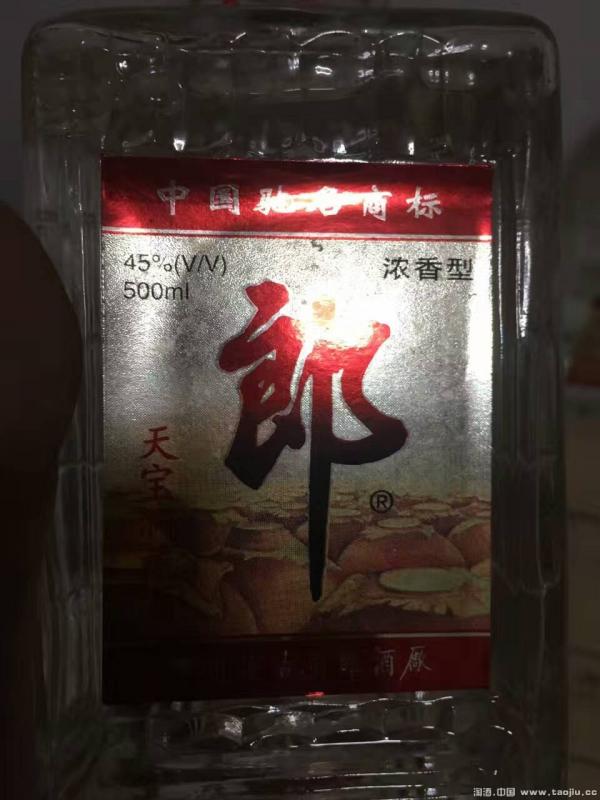 中国驰名商标
45%(V/V)
500ml
浓香型
郎
®
天宝
酒厰
淘酒.中国 www.taojiu.cc